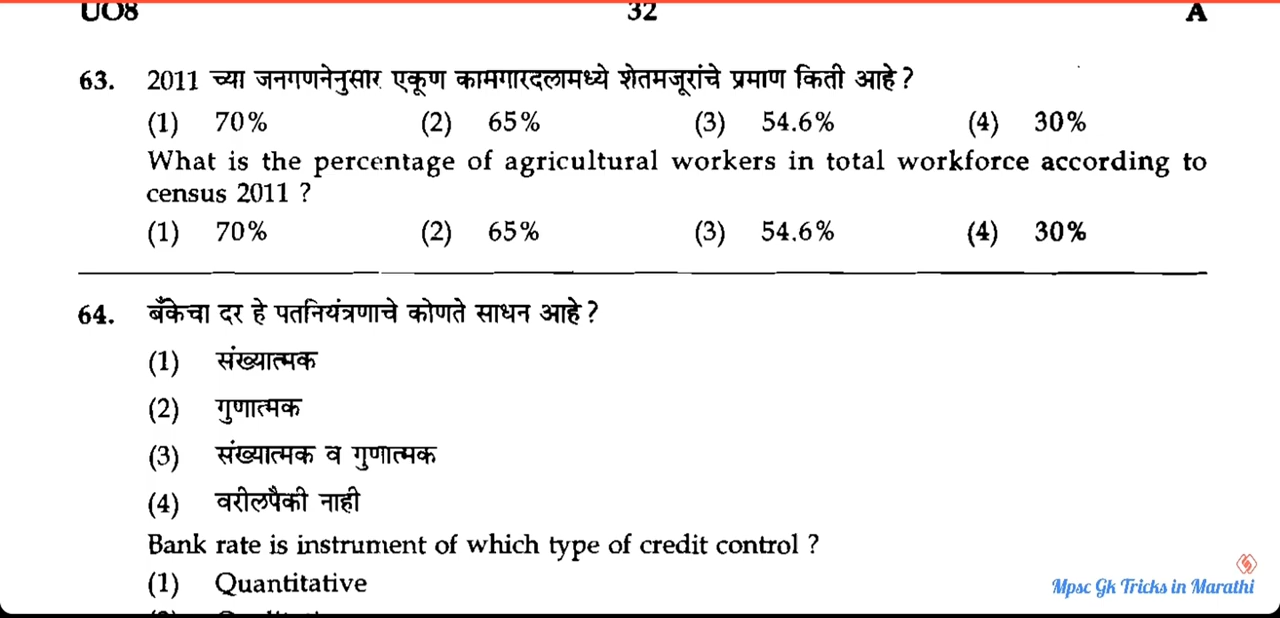 UO8 32 A
63. 2011 च्या जनगणनेनुसार एकूण कामगारदलामध्ये शेतमजूरांचे प्रमाण किती आहे ?
(1) 70% (2) 65% (3) 54.6% (4) 30%
What is the percentage of agricultural workers in total workforce according to
census 2011 ?
(1) 70% (2) 65% (3) 54.6% (4) 30%
64. बँकेचा दर हे पतनियंत्रणाचे कोणते साधन आहे ?
(1) संख्यात्मक
(2) गुणात्मक
(3) संख्यात्मक व गुणात्मक
(4) वरीलपैकी नाही
Bank rate is instrument of which type of credit control ?
(1) Quantitative
Mpsc Gk Tricks in Marathi